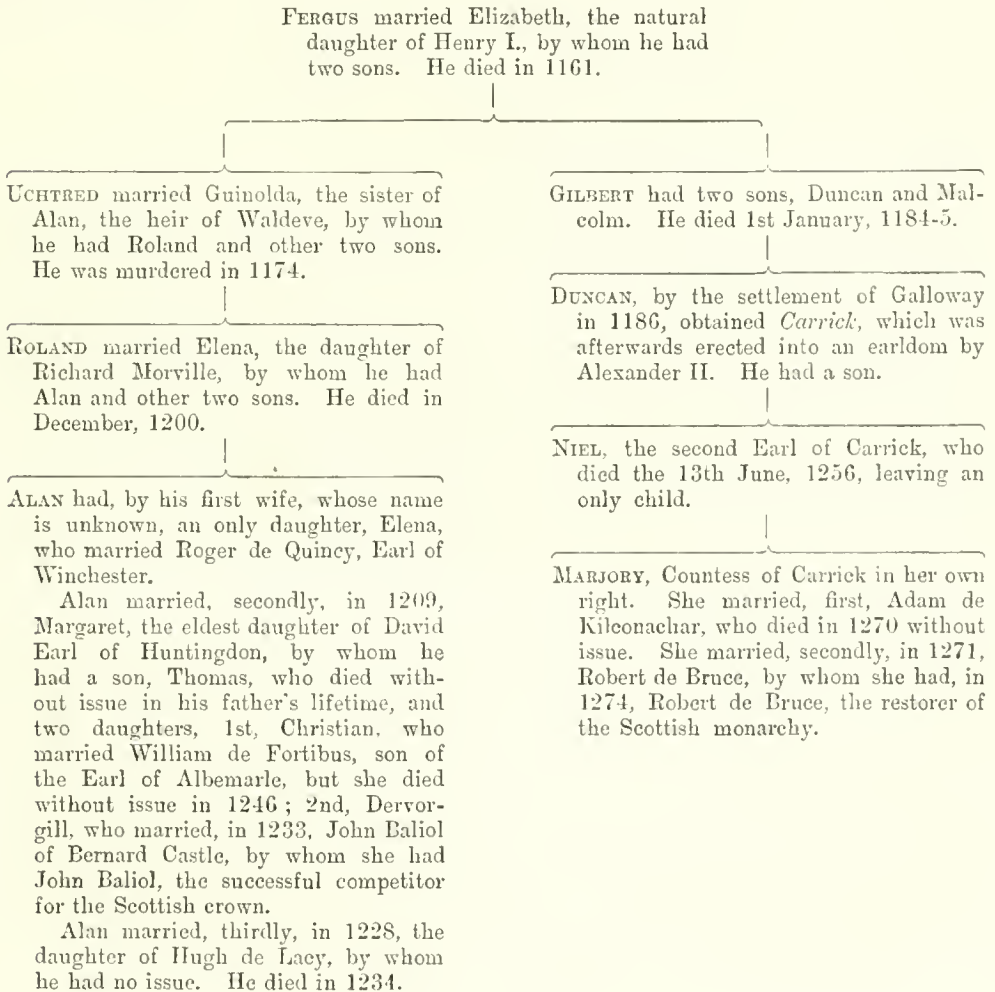 FERGUS married Elizabeth, the natural
daughter of Henry I., by whom he had
two sons. He died in 1161.
UCHTRED married Guinolda, the sister of
Alan, the heir of Waldeve, by whom
he had Roland and other two sons.
He was murdered in 1174.
ROLAND married Elena, the daughter of
Richard Morville, by whom he had
Alan and other two sons. He died in
December, 1200.
ALAN had, by his first wife, whose name
is unknown, an only daughter, Elena,
who married Roger de Quincy, Earl of
Winchester.
Alan married, secondly, in 1209,
Margaret, the eldest daughter of David
Earl of Huntingdon, by whom he
had a son, Thomas, who died with-
out issue in his father's lifetime, and
two daughters, 1st, Christian, who
married William de Fortibus, son of
the Earl of Albemarle, but she died
without issue in 1246; 2nd, Dervor-
gill, who married, in 1233, John Baliol
of Bernard Castle, by whom she had
John Baliol, the successful competitor
for the Scottish crown.
Alan married, thirdly, in 1228, the
daughter of Hugh de Lacy, by whom
he had no issue. He died in 1234.
GILBERT had two sons, Duncan and Mal-
colm. He died 1st January, 1184-5.
DUNCAN, by the settlement of Galloway
in 1186, obtained Carrick, which was
afterwards erected into an earldom by
Alexander II. He had a son.
NIEL, the second Earl of Carrick, who
died the 13th June, 1256, leaving an
only child.
MARJORY, Countess of Carrick in her own
right. She married, first, Adam de
Kilconachar, who died in 1270 without
issue. She married, secondly, in 1271,
Robert de Bruce, by whom she had, in
1274, Robert de Bruce, the restorer of
the Scottish monarchy.